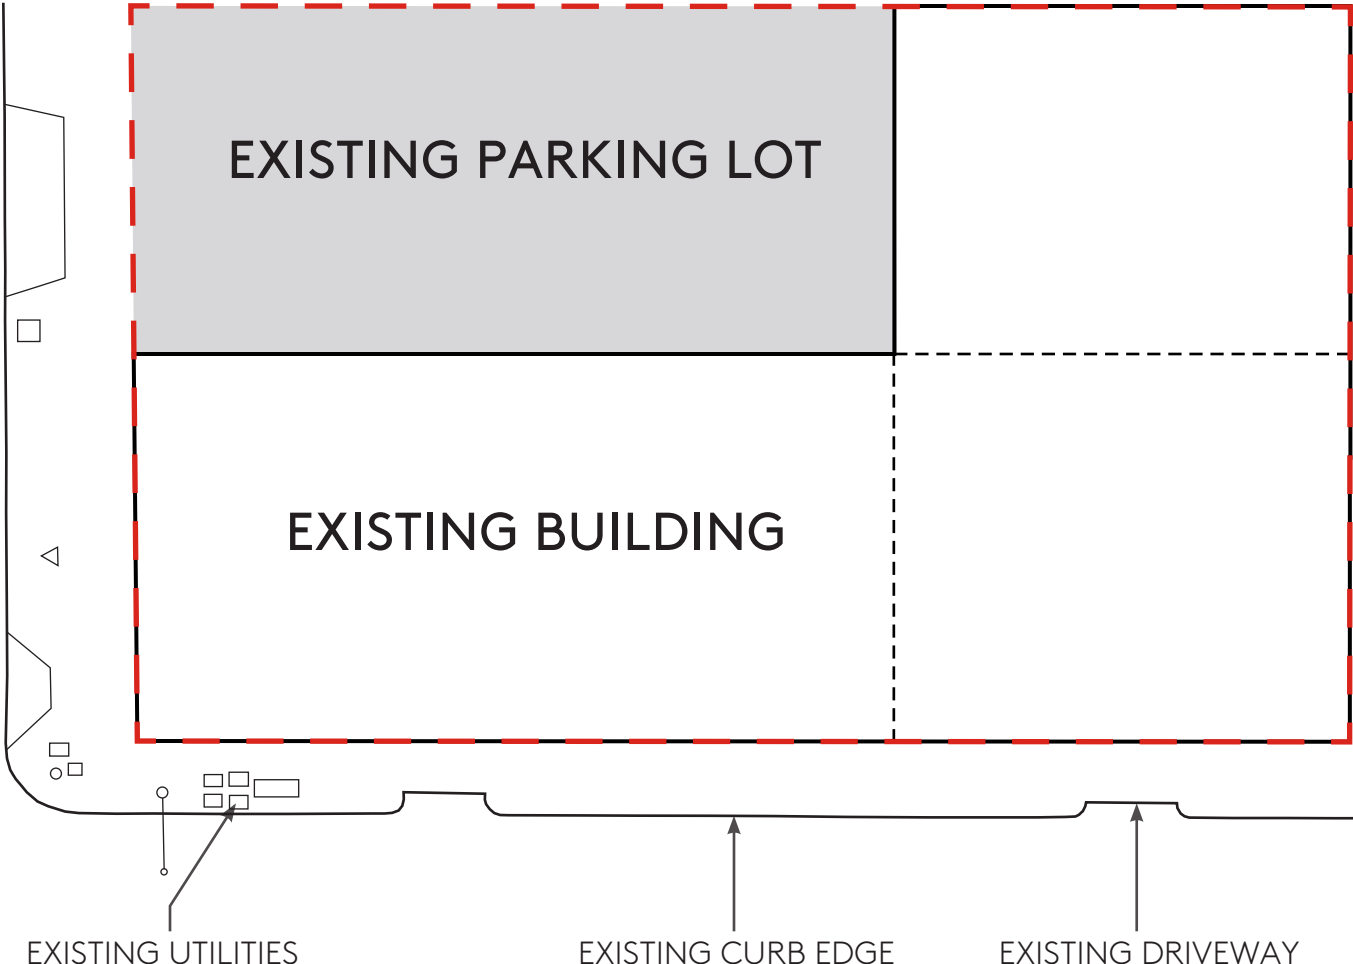 EXISTING PARKING LOT
EXISTING BUILDING
EXISTING UTILITIES
EXISTING CURB EDGE
EXISTING DRIVEWAY